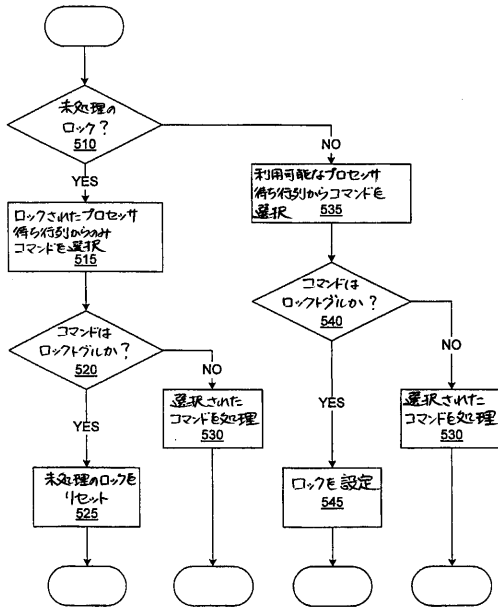 未処理の
ロック?
510
NO
YES
利用可能なプロセッサ
待ち行列からコマンドを
選択
535
ロックされたプロセッサ
待ち行列からのみ
コマンドを選択
515
コマンドは
ロックトグルか?
540
コマンドは
ロックトグルか?
520
NO
NO
YES
選択された
コマンドを処理
530
YES
選択された
コマンドを処理
530
未処理のロックを
リセット
525
ロックを設定
545